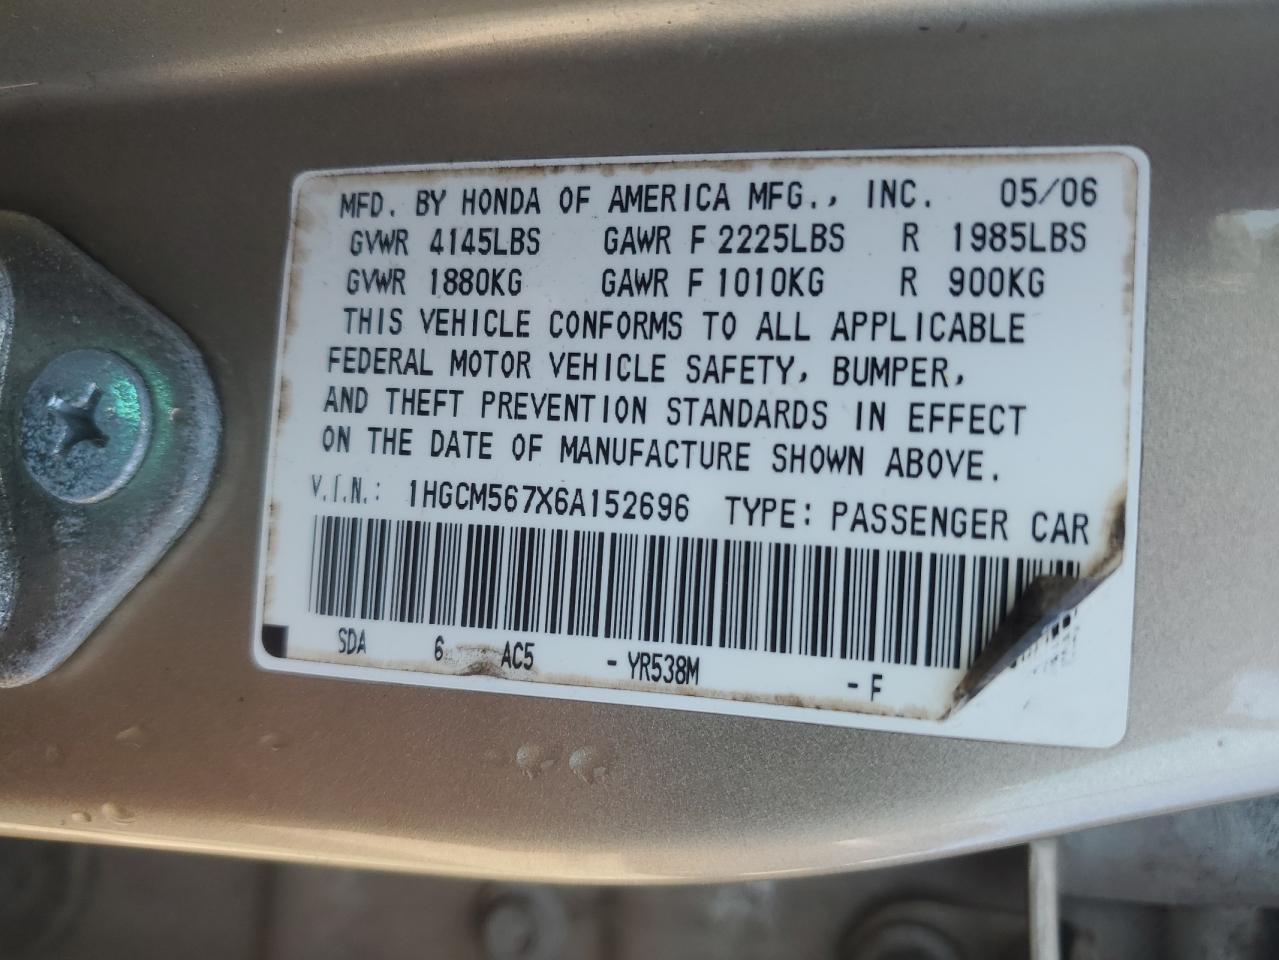 MFD. BY HONDA OF AMERICA MFG., INC. 05/06
GVWR 4145LBS GAWR F 2225LBS R 1985LBS
GVWR 1880KG GAWR F 1010KG R 900KG
THIS VEHICLE CONFORMS TO ALL APPLICABLE
FEDERAL MOTOR VEHICLE SAFETY, BUMPER,
AND THEFT PREVENTION STANDARDS IN EFFECT
ON THE DATE OF MANUFACTURE SHOWN ABOVE.
V.I.N.: 1HGCM567X6A152696 TYPE: PASSENGER CAR
SDA 6 AC5 - YR538M - F